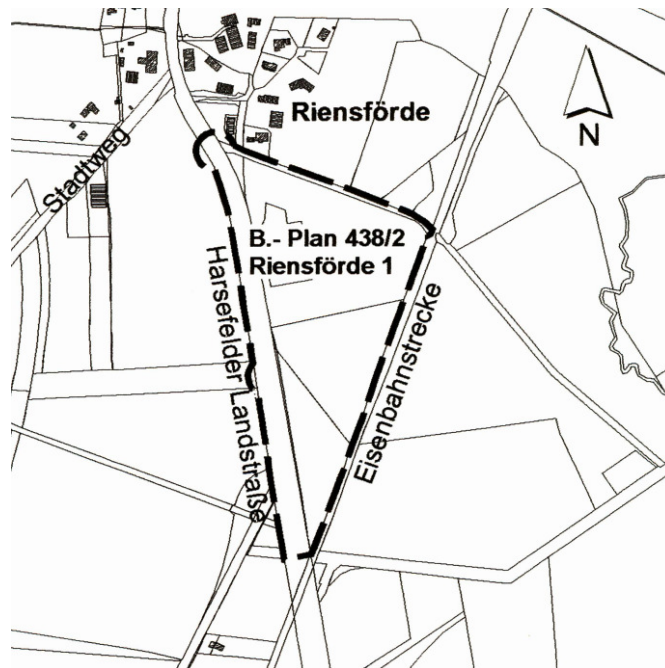 Riensförde
N
Stadtweg
B.- Plan 438/2
Riensförde 1
Harsefelder Landstraße
Eisenbahnstrecke